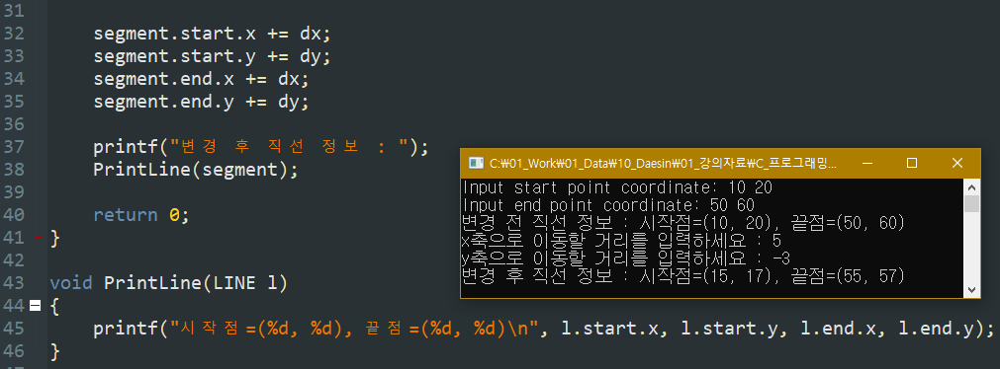 31
32 segment.start.x += dx;
33 segment.start.y += dy;
34 segment.end.x += dx;
35 segment.end.y += dy;
36
37 printf("변경 후 직선 정보 : ");
38 PrintLine(segment);
39
40 return 0;
41 }
42
43 void PrintLine(LINE l)
44 {
45 printf("시작점=(%d, %d), 끝점=(%d, %d)\n", l.start.x, l.start.y, l.end.x, l.end.y);
46 }
C:₩01_Work₩01_Data₩10_Daesin₩01_강의자료₩C_프로그래밍...
Input start point coordinate: 10 20
Input end point coordinate: 50 60
변경 전 직선 정보 : 시작점=(10, 20), 끝점=(50, 60)
x축으로 이동할 거리를 입력하세요 : 5
y축으로 이동할 거리를 입력하세요 : -3
변경 후 직선 정보 : 시작점=(15, 17), 끝점=(55, 57)